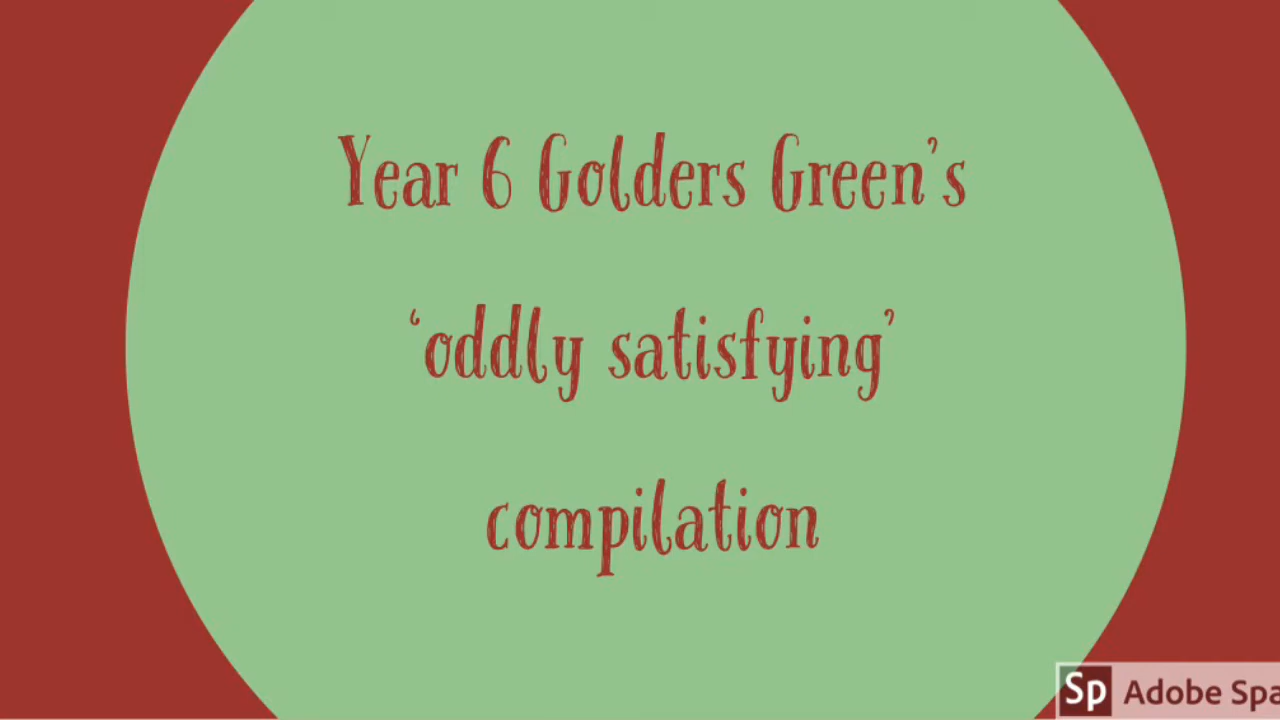 Year 6 Golders Green's
‘oddly satisfying’
compilation
Sp Adobe Spa